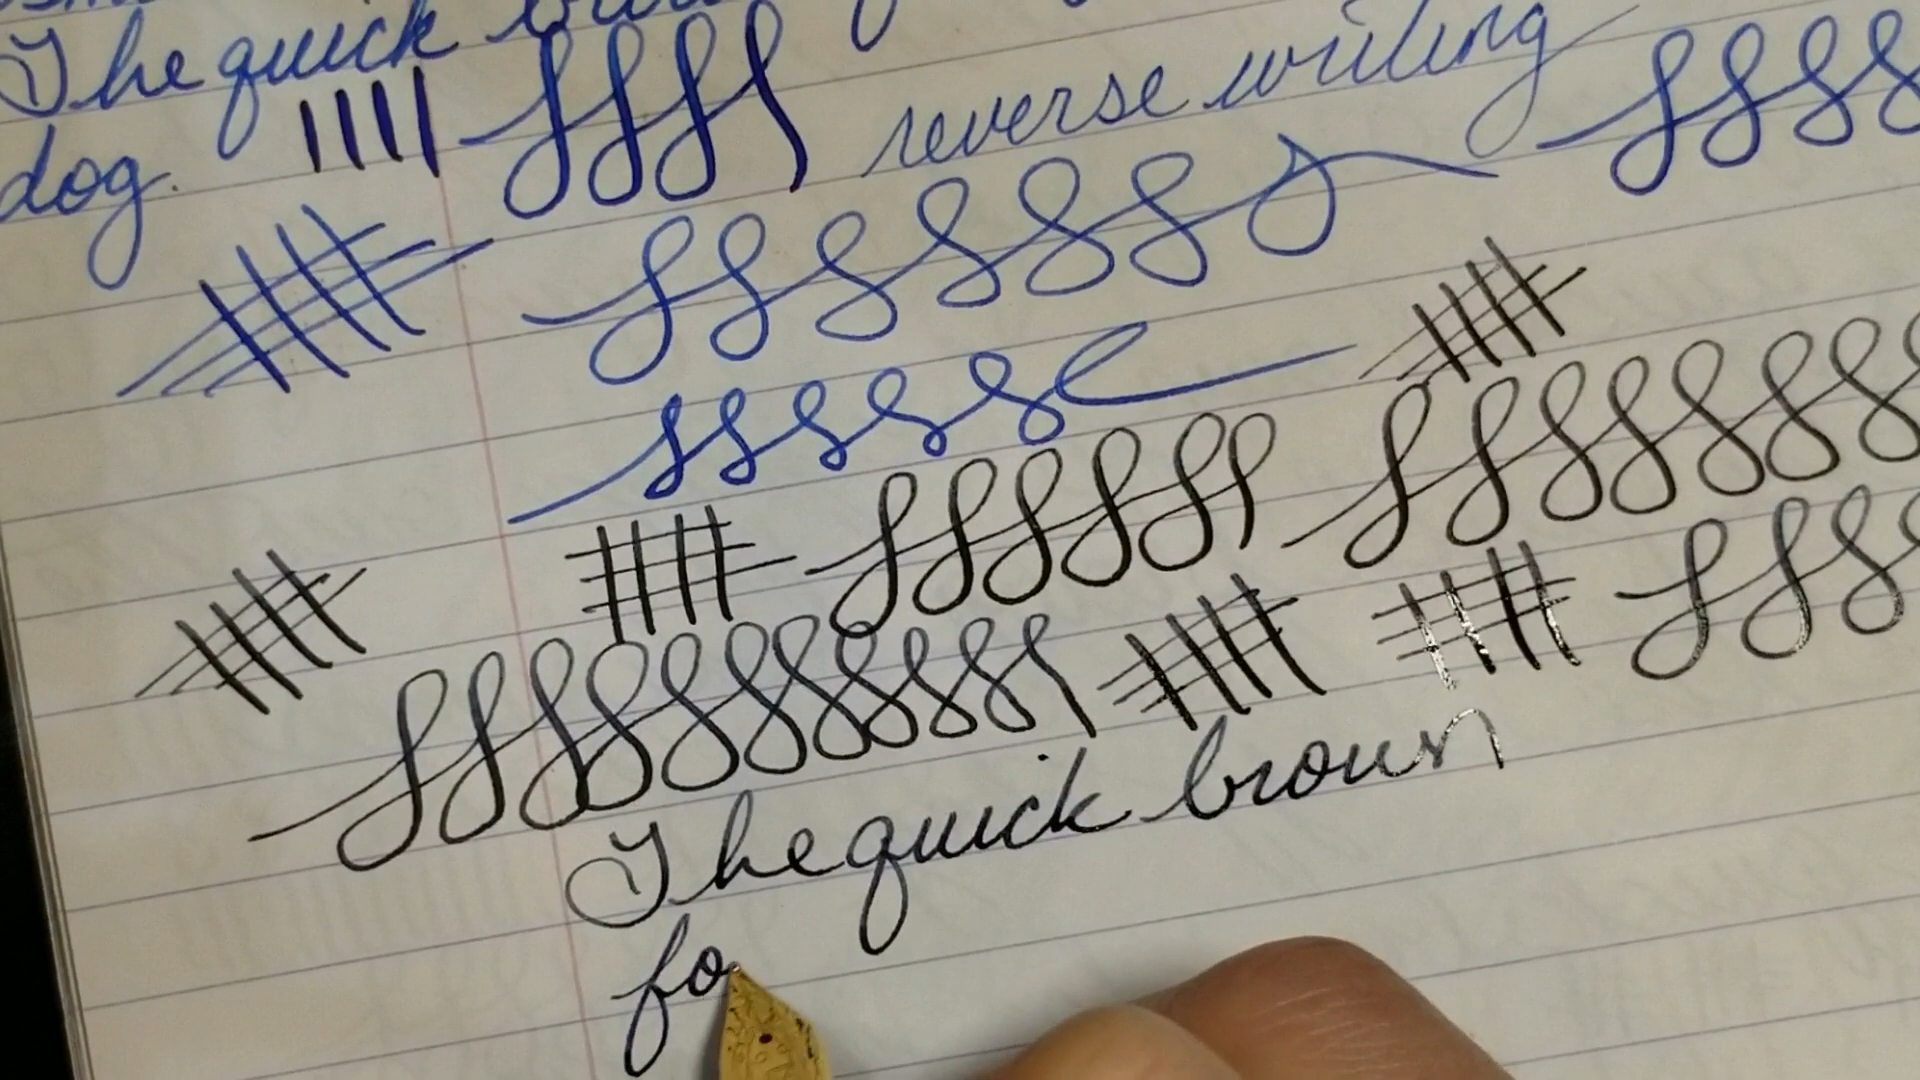 The quick
dog.
reverse writing
The quick brown
fo